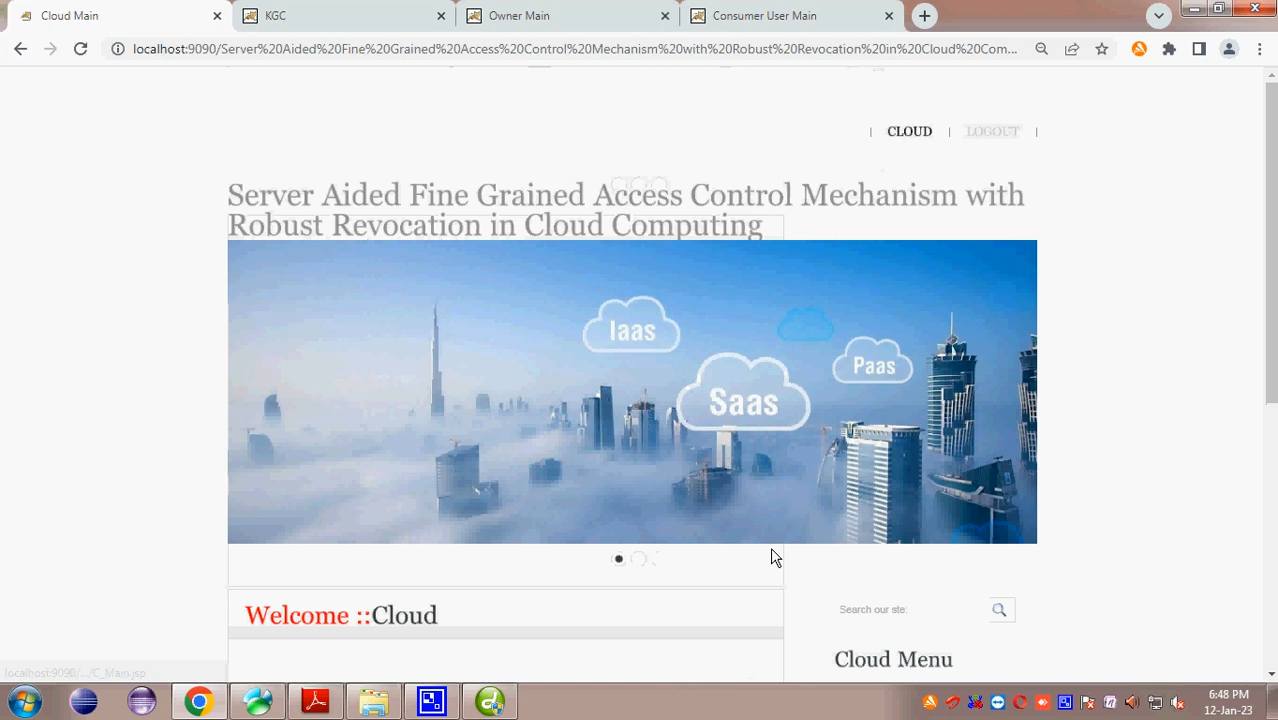 Cloud Main
KGC
Owner Main
Consumer User Main
localhost:9090/Server%20Aided%20Fine%20Grained%20Access%20Control%20Mechanism%20with%20Robust%20Revocation%20in%20Cloud%20Com...
CLOUD
LOGOUT
Server Aided Fine Grained Access Control Mechanism with
Robust Revocation in Cloud Computing
Iaas
Paas
Saas
Welcome ::Cloud
Search our ste:
Cloud Menu
localhost:9090/.../C_Main.jsp
6:48 PM
12-Jan-23